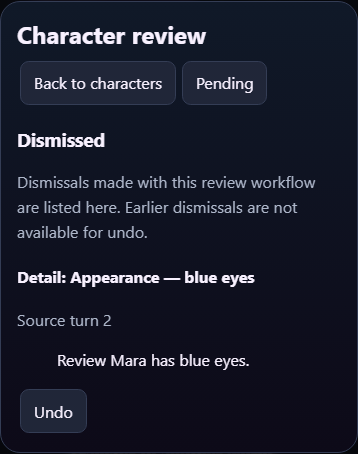 Character review
Back to characters Pending
Dismissed
Dismissals made with this review workflow
are listed here. Earlier dismissals are not
available for undo.
Detail: Appearance — blue eyes
Source turn 2
Review Mara has blue eyes.
Undo